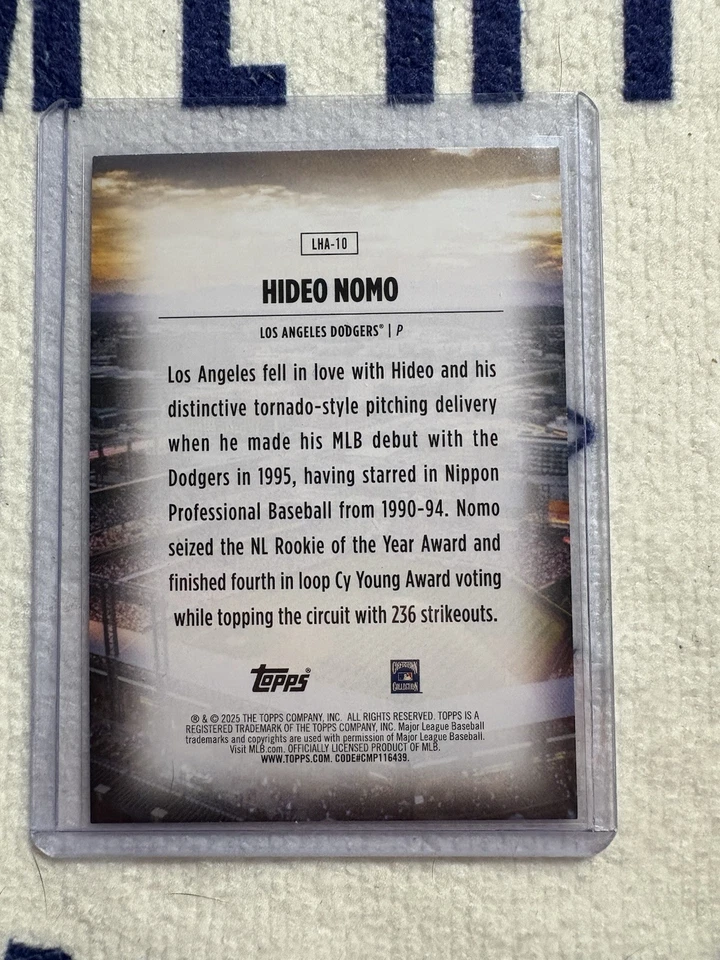 LHA-10
HIDEO NOMO
LOS ANGELES DODGERS® | P
Los Angeles fell in love with Hideo and his
distinctive tornado-style pitching delivery
when he made his MLB debut with the
Dodgers in 1995, having starred in Nippon
Professional Baseball from 1990-94. Nomo
seized the NL Rookie of the Year Award and
finished fourth in loop Cy Young Award voting
while topping the circuit with 236 strikeouts.
TOPPS®
COOPERSTOWN
COLLECTION
® & © 2025 THE TOPPS COMPANY, INC. ALL RIGHTS RESERVED. TOPPS IS A
REGISTERED TRADEMARK OF THE TOPPS COMPANY, INC. Major League Baseball
trademarks and copyrights are used with permission of Major League Baseball.
Visit MLB.com. OFFICIALLY LICENSED PRODUCT OF MLB.
WWW.TOPPS.COM. CODE#CMP116439.